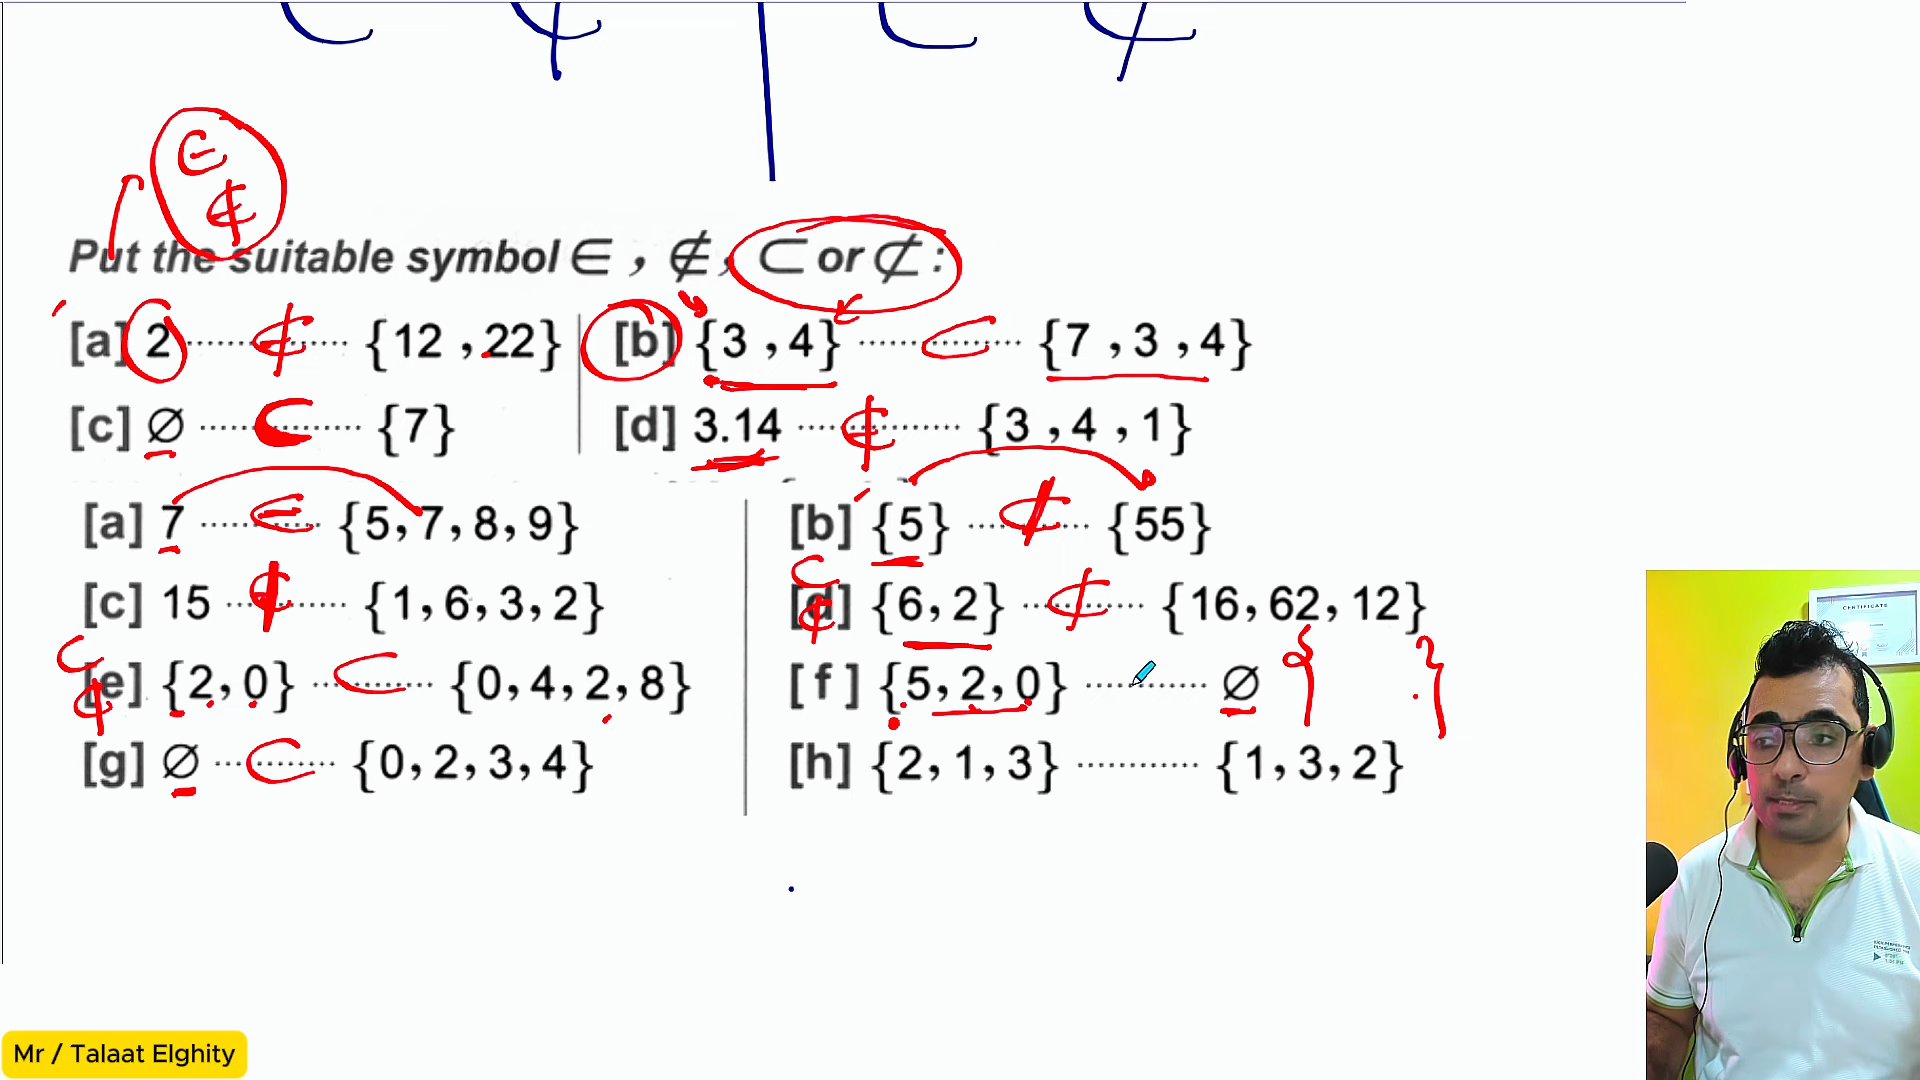 ⊂ ⊄ ⊂ ⊄
∈
∉
Put the suitable symbol ∈ , ∉, ⊂ or ⊄ :
[a] 2 ∉ {12 ,22} [b] {3 ,4} ⊂ {7 ,3 ,4}
[c] ∅ ⊂ {7} [d] 3.14 ∉ {3 ,4 ,1}
[a] 7 ∈ {5,7,8,9} [b] {5} ⊄ {55}
⊂
⊄
[c] 15 ∉ {1,6,3,2} [d] {6,2} ⊄ {16,62,12}
⊂
⊄
[e] {2,0} ⊂ {0,4,2,8} [f] {5,2,0} ........... ∅ { }
[g] ∅ ⊂ {0,2,3,4} [h] {2,1,3} ........... {1,3,2}
CERTIFICATE
Mr / Talaat Elghity